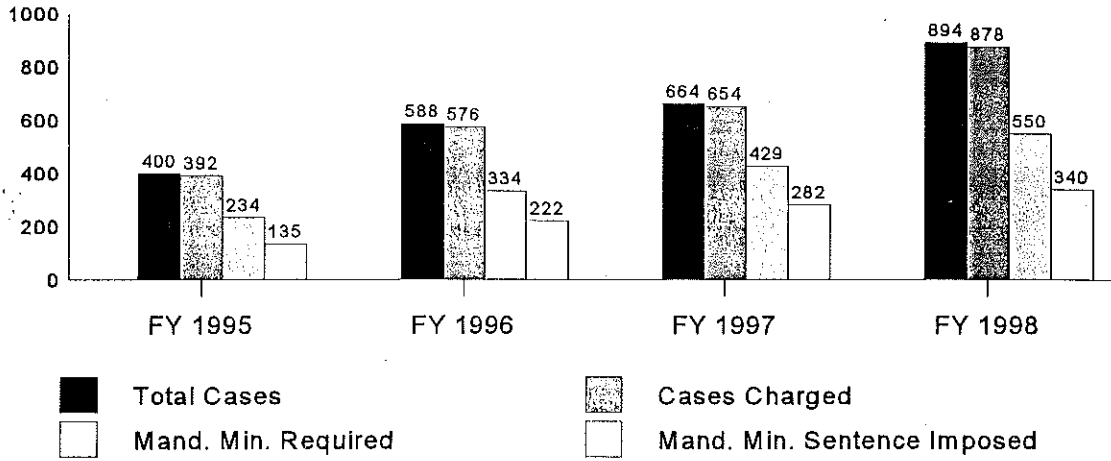 1000
800
600
400
200
0
400 392 234 135
588 576 334 222
664 654 429 282
894 878 550 340
FY 1995 FY 1996 FY 1997 FY 1998
Total Cases Cases Charged
Mand. Min. Required Mand. Min. Sentence Imposed